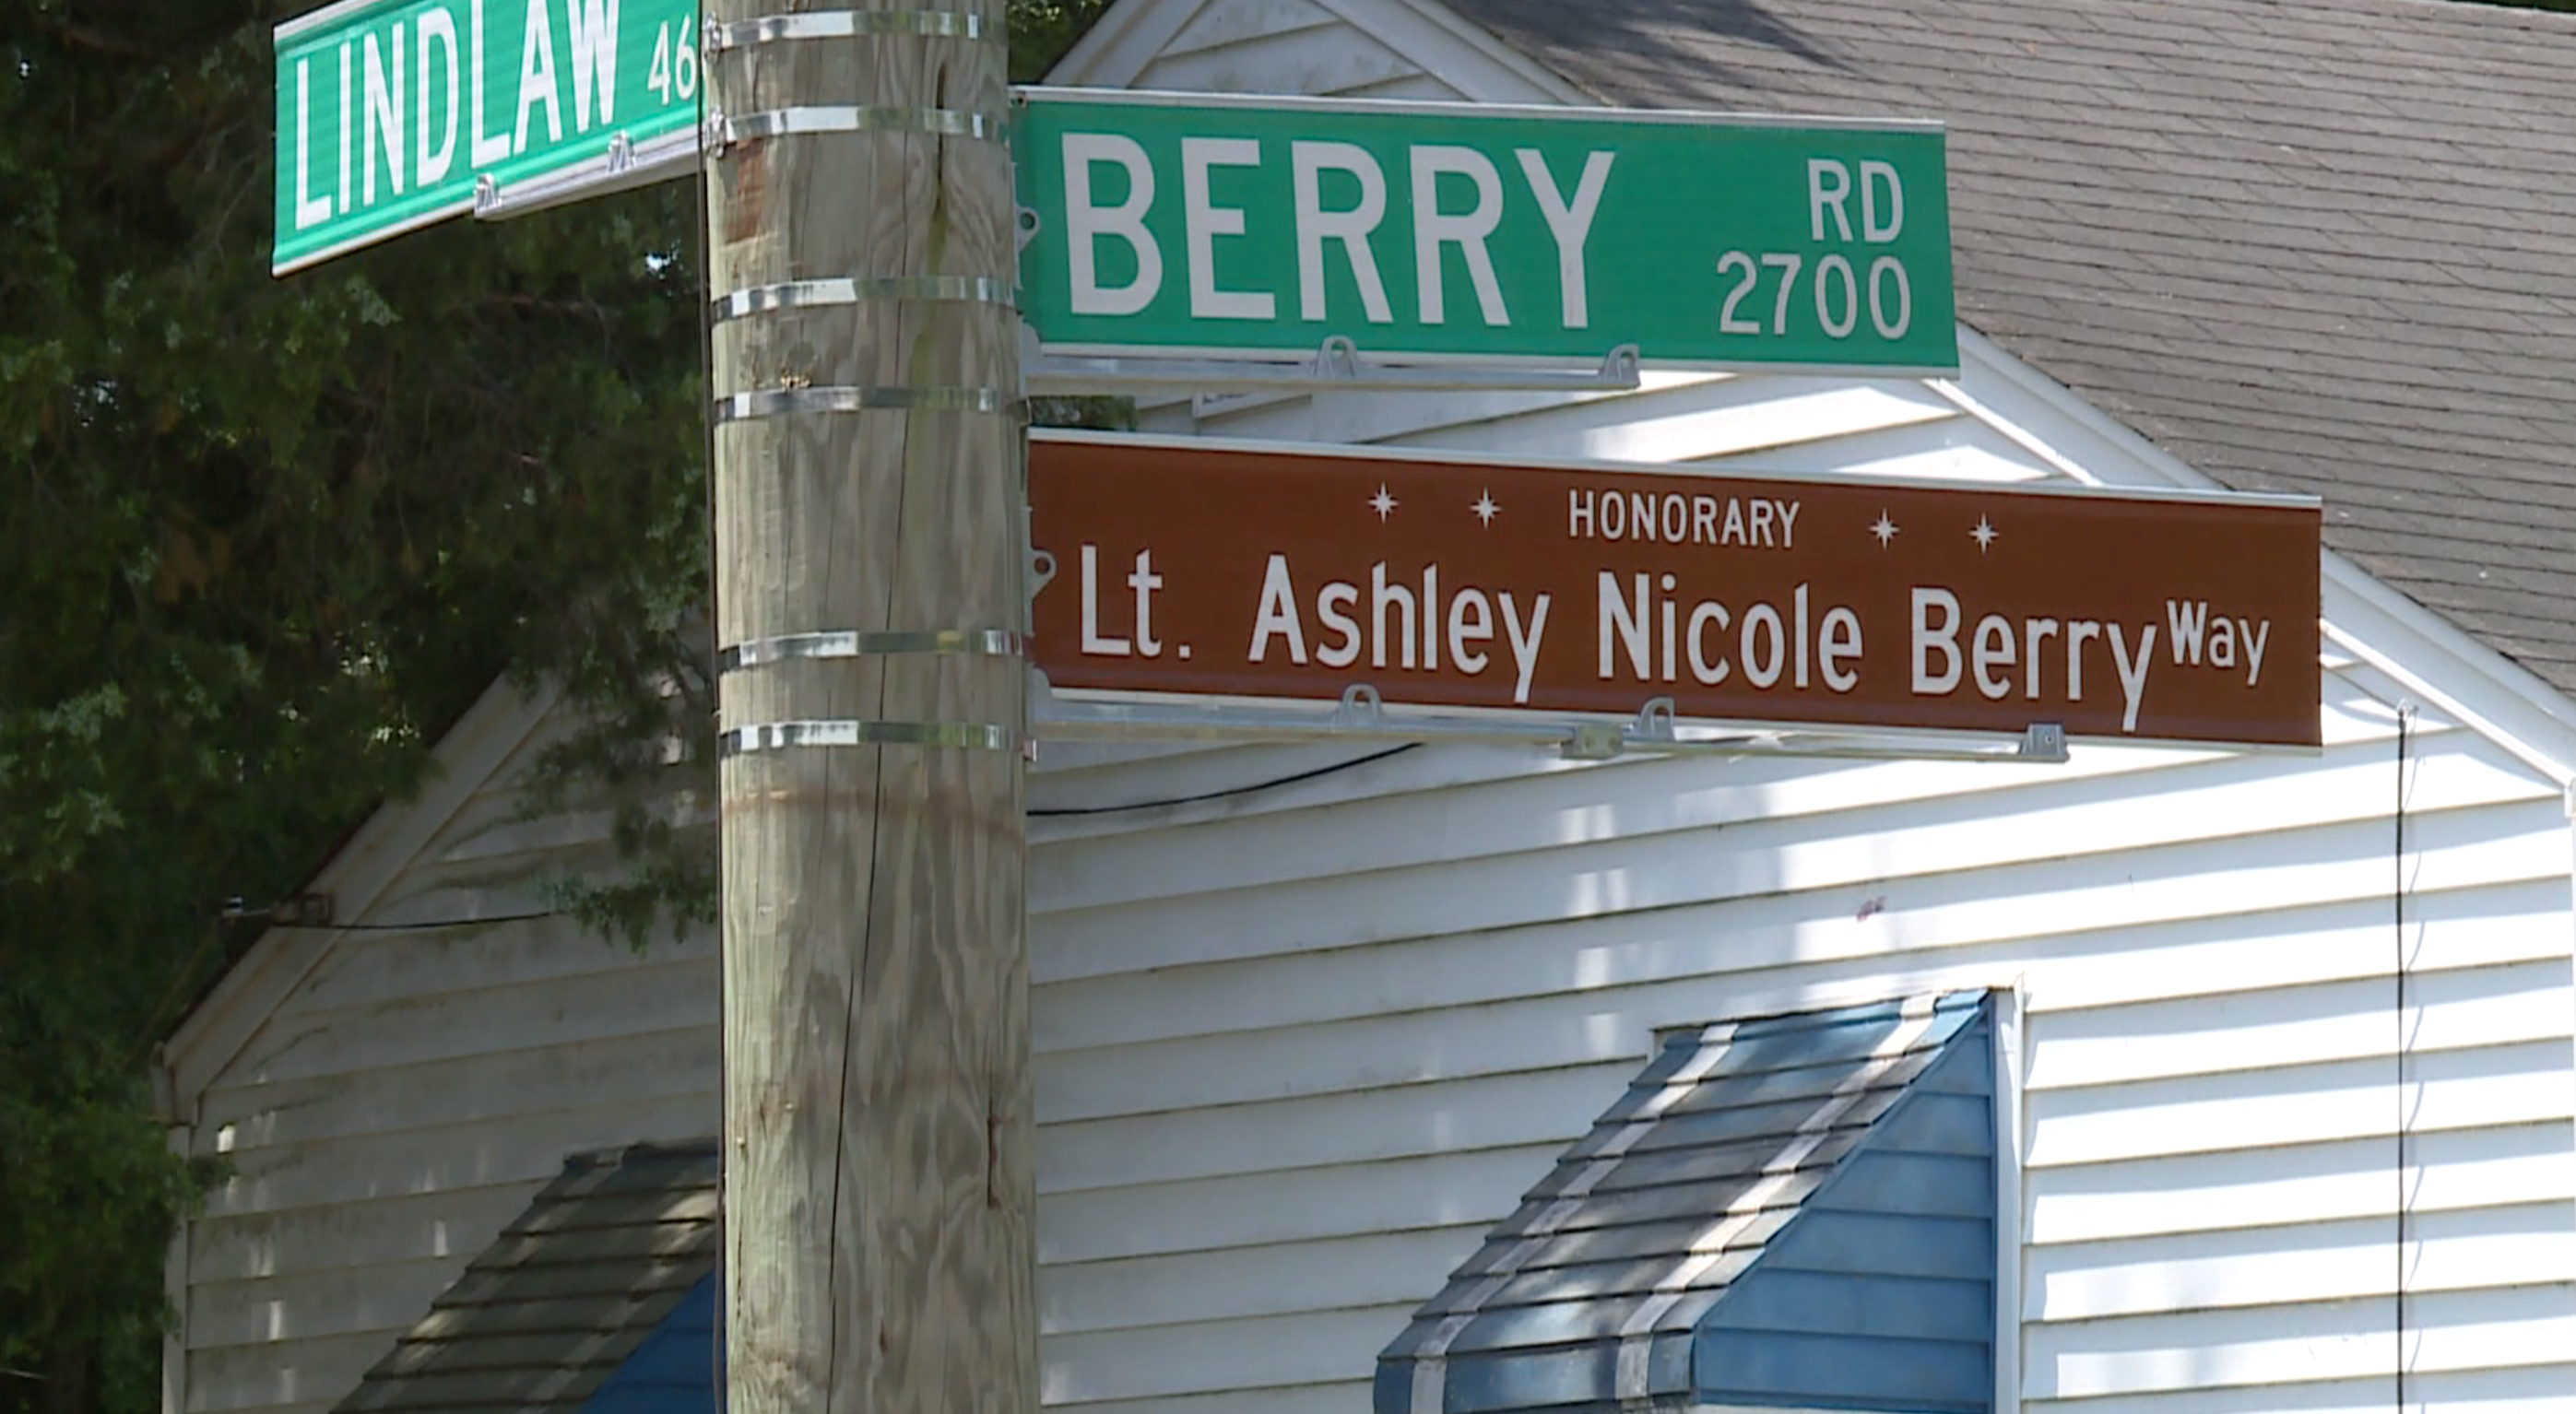 LINDLAW 46
BERRY RD
2700
HONORARY
Lt. Ashley Nicole Berry Way